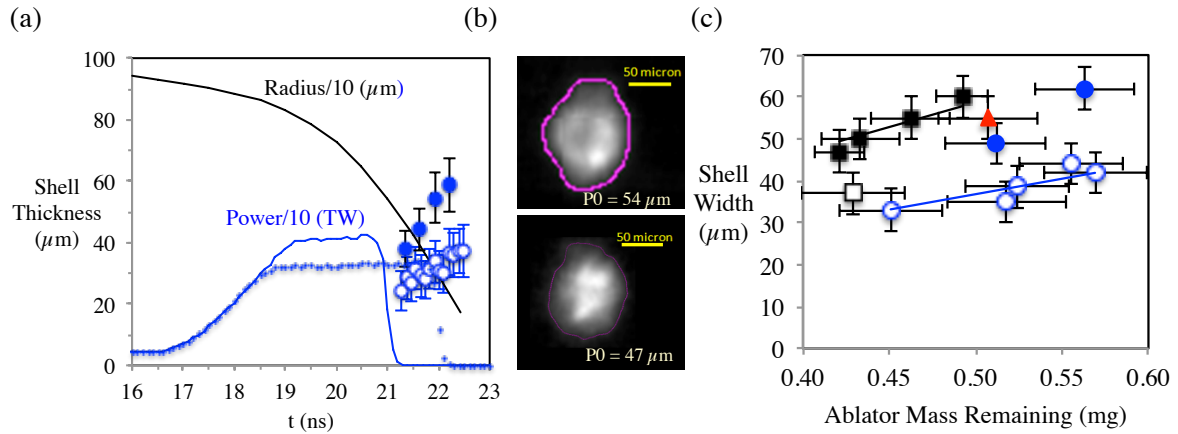 (a)
100
80
60
40
20
0
Shell
Thickness
(µm)
Radius/10 (µm)
Power/10 (TW)
16 17 18 19 20 21 22 23
t (ns)
(b)
50 micron
P0 = 54 µm
50 micron
P0 = 47 µm
(c)
70
60
50
40
30
20
10
0
Shell
Width
(µm)
0.40 0.45 0.50 0.55 0.60
Ablator Mass Remaining (mg)